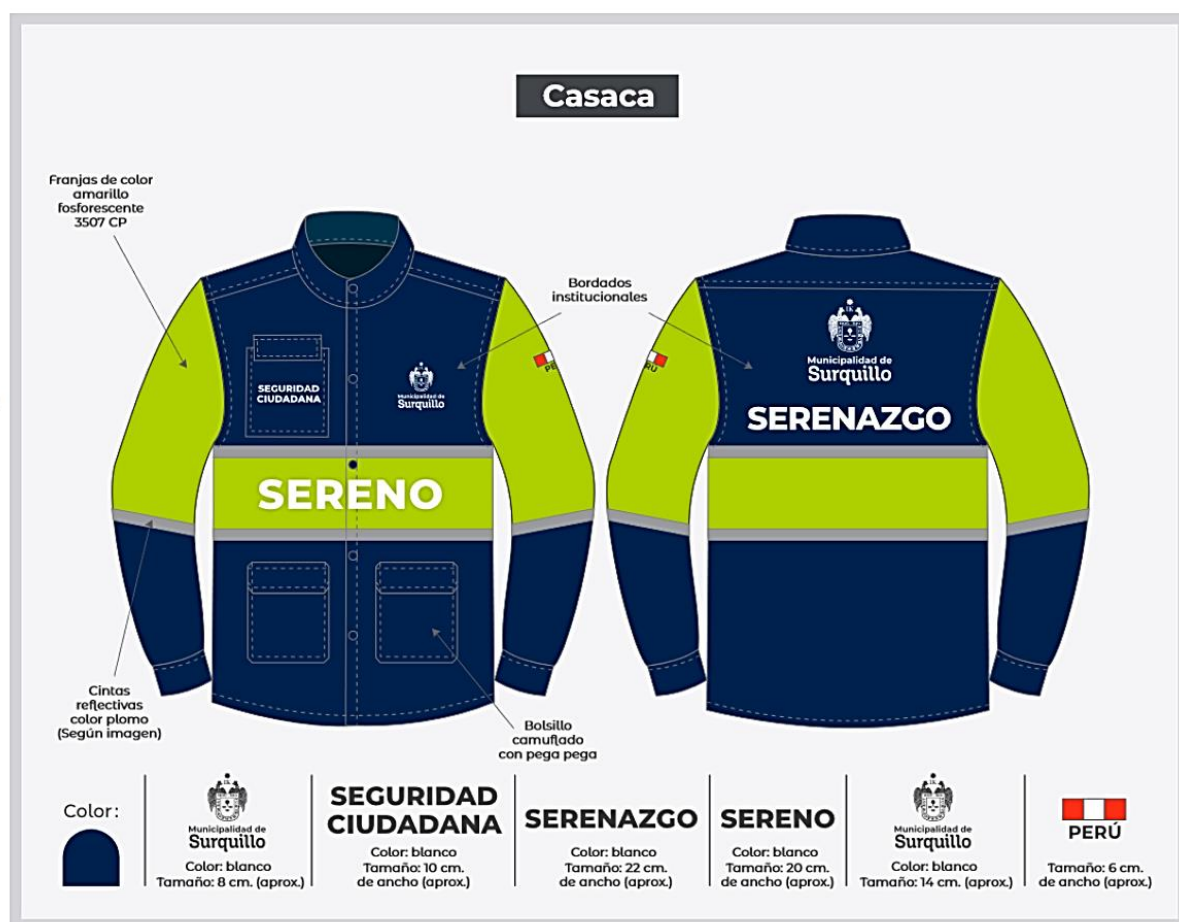 Casaca
Franjas de color
amarillo
fosforescente
3507 CP
Bordados
institucionales
SEGURIDAD
CIUDADANA
Municipalidad de
Surquillo
PE
RÚ
Municipalidad de
Surquillo
SERENAZGO
SERENO
Cintas
reflectivas
color plomo
(Según imagen)
Bolsillo
camuflado
con pega pega
Color:
Municipalidad de
Surquillo
Color: blanco
Tamaño: 8 cm. (aprox.)
SEGURIDAD
CIUDADANA
Color: blanco
Tamaño: 10 cm.
de ancho (aprox.)
SERENAZGO
Color: blanco
Tamaño: 22 cm.
de ancho (aprox.)
SERENO
Color: blanco
Tamaño: 20 cm.
de ancho (aprox.)
Municipalidad de
Surquillo
Color: blanco
Tamaño: 14 cm. (aprox.)
PERÚ
Tamaño: 6 cm.
de ancho (aprox.)